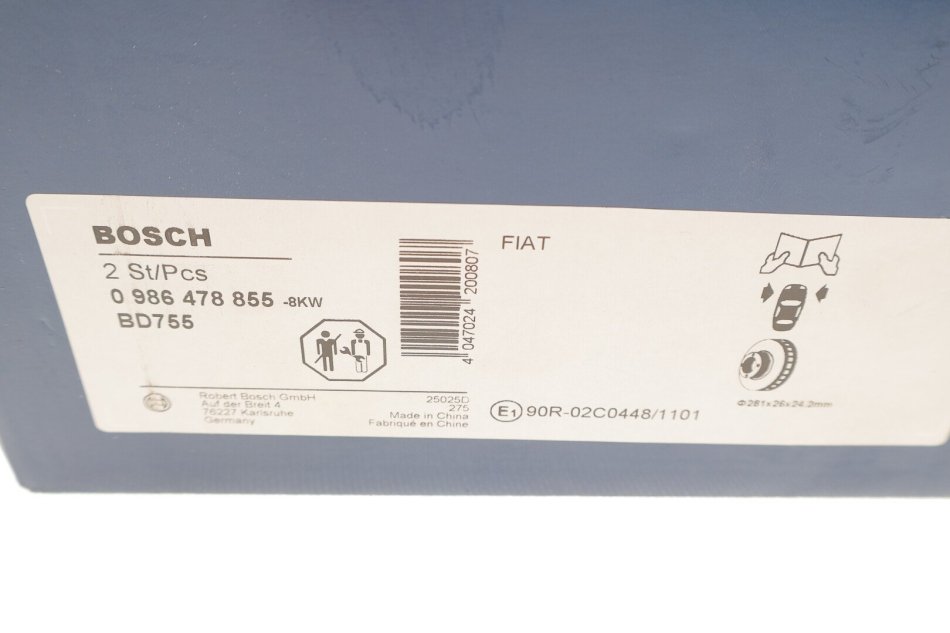 BOSCH
2 St/Pcs
0 986 478 855 -8KW
BD755
Robert Bosch GmbH
Auf der Breit 4
76227 Karlsruhe
Germany
25025D
275
Made in China
Fabriqué en Chine
4 047024 200807
FIAT
E1 90R-02C0448/1101
Φ281x26x24.2mm